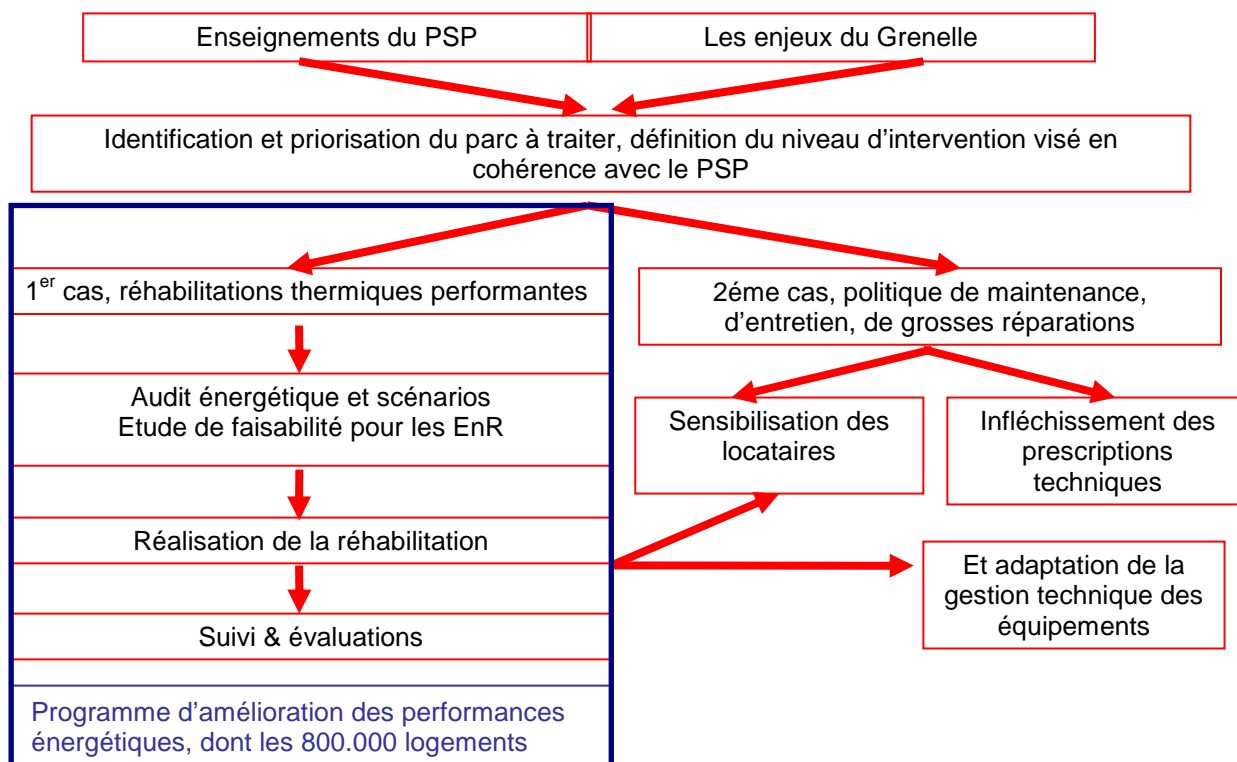 Enseignements du PSP
Les enjeux du Grenelle
Identification et priorisation du parc à traiter, définition du niveau d'intervention visé en
cohérence avec le PSP
1er cas, réhabilitations thermiques performantes
Audit énergétique et scénarios
Etude de faisabilité pour les EnR
Réalisation de la réhabilitation
Suivi & évaluations
Programme d'amélioration des performances
énergétiques, dont les 800.000 logements
2éme cas, politique de maintenance,
d'entretien, de grosses réparations
Sensibilisation des
locataires
Infléchissement des
prescriptions
techniques
Et adaptation de la
gestion technique des
équipements